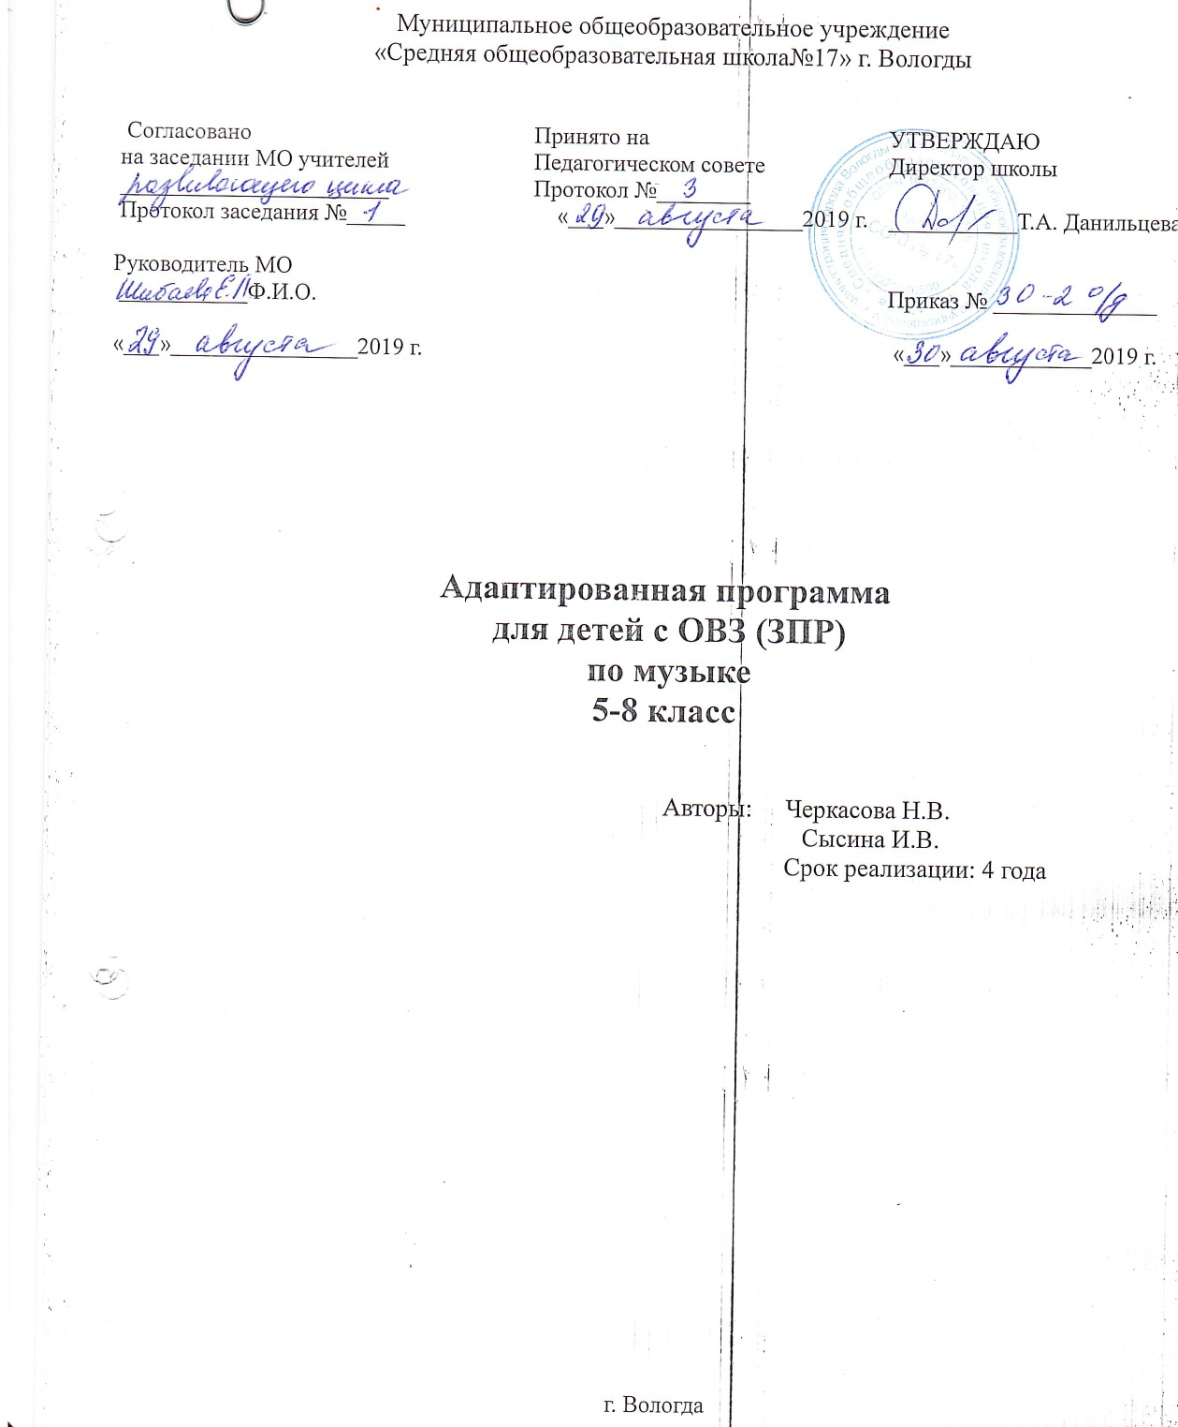 Муниципальное общеобразовательное учреждение
«Средняя общеобразовательная школа№17» г. Вологды
Согласовано
на заседании МО учителей
развивающего цикла
Протокол заседания № 1
Руководитель МО
Ф.И.О.
«29» августа 2019 г.
Принято на
Педагогическом совете
Протокол № 3
«29» августа 2019 г.
УТВЕРЖДАЮ
Директор школы
Т.А. Данильцева
Приказ № 30-2 о/д
«30» августа 2019 г.
Адаптированная программа
для детей с ОВЗ (ЗПР)
по музыке
5-8 класс
Авторы: Черкасова Н.В.
Сысина И.В.
Срок реализации: 4 года
г. Вологда